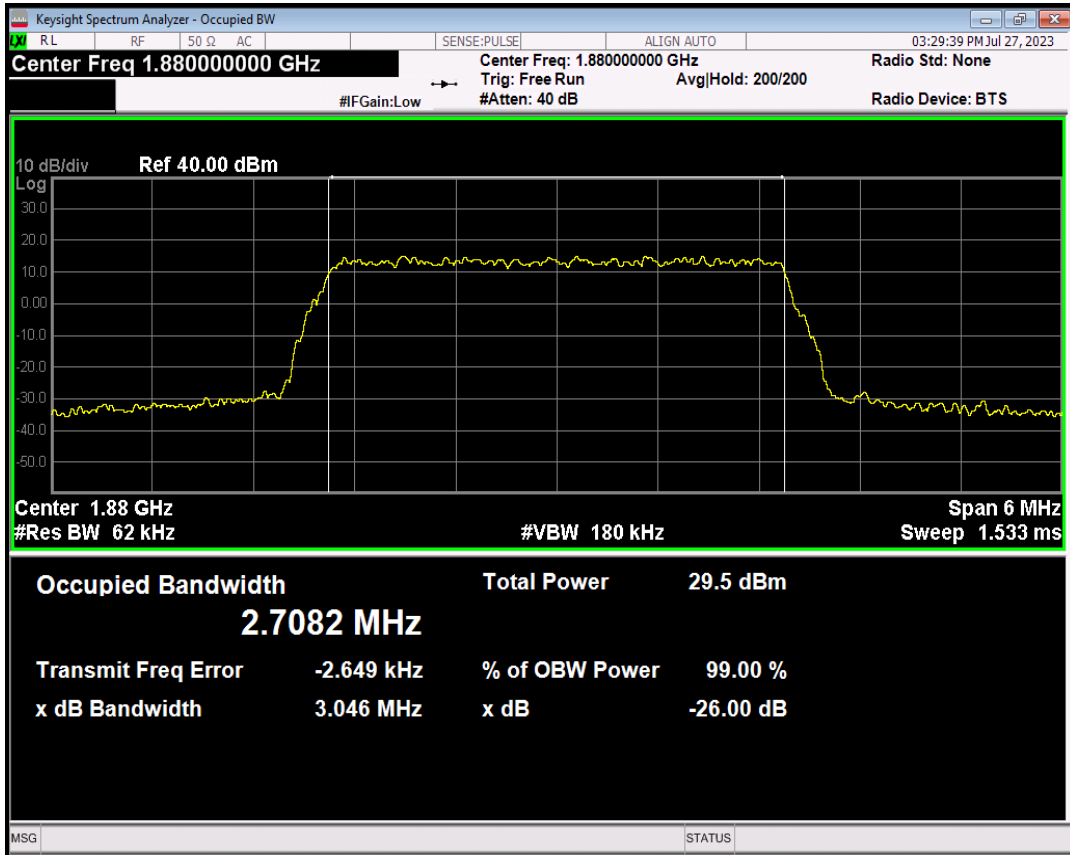 Keysight Spectrum Analyzer - Occupied BW
LXI RL RF 50 Ω AC SENSE:PULSE ALIGN AUTO 03:29:39 PM Jul 27, 2023
Center Freq 1.880000000 GHz Center Freq: 1.880000000 GHz Radio Std: None
Trig: Free Run Avg|Hold: 200/200
#IFGain:Low #Atten: 40 dB Radio Device: BTS
10 dB/div Ref 40.00 dBm
Log
30.0
20.0
10.0
0.00
-10.0
-20.0
-30.0
-40.0
-50.0
Center 1.88 GHz Span 6 MHz
#Res BW 62 kHz #VBW 180 kHz Sweep 1.533 ms
Occupied Bandwidth Total Power 29.5 dBm
2.7082 MHz
Transmit Freq Error -2.649 kHz % of OBW Power 99.00 %
x dB Bandwidth 3.046 MHz x dB -26.00 dB
MSG STATUS